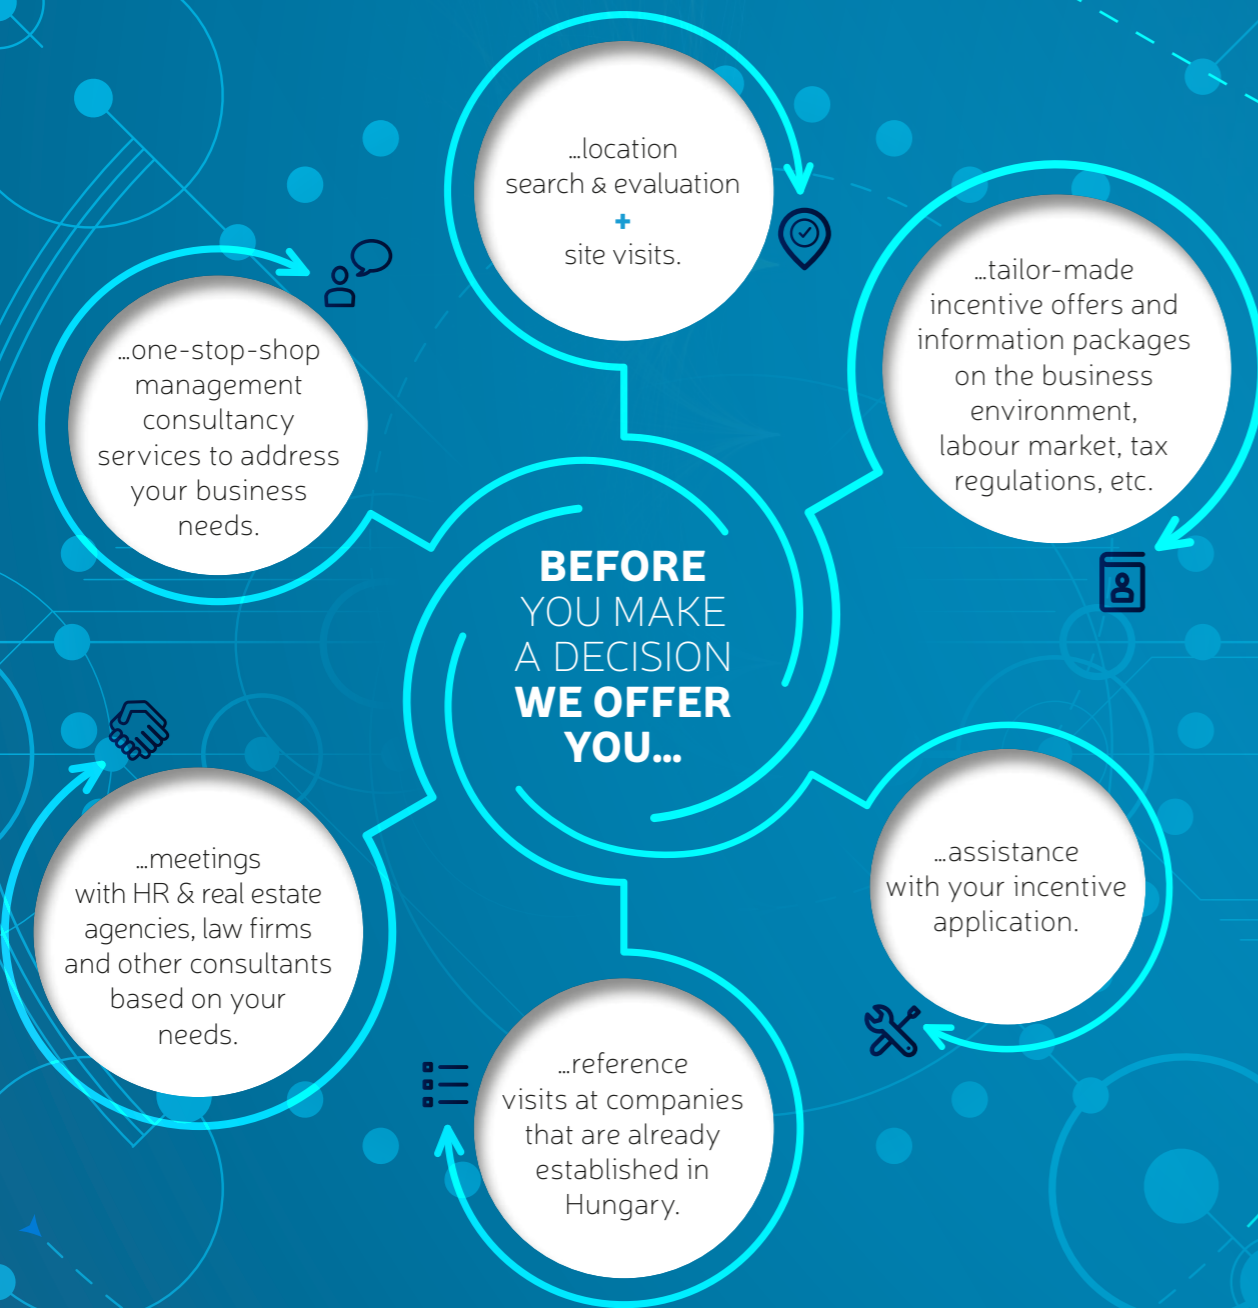 BEFORE
YOU MAKE
A DECISION
WE OFFER
YOU...
...location
search & evaluation
+
site visits.
...tailor-made
incentive offers and
information packages
on the business
environment,
labour market, tax
regulations, etc.
...assistance
with your incentive
application.
...reference
visits at companies
that are already
established in
Hungary.
...meetings
with HR & real estate
agencies, law firms
and other consultants
based on your
needs.
...one-stop-shop
management
consultancy
services to address
your business
needs.